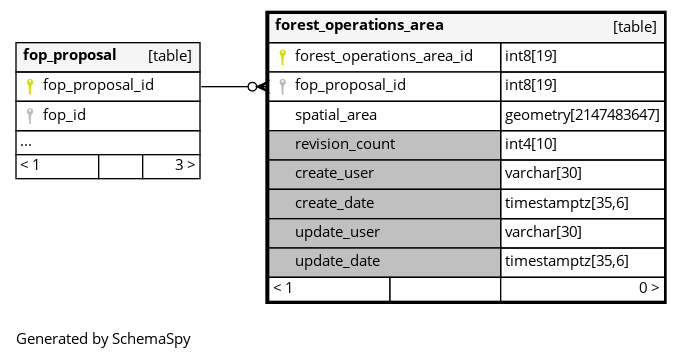 fop_proposal [table]
fop_proposal_id
fop_id
...
< 1 3 >
forest_operations_area [table]
forest_operations_area_id int8[19]
fop_proposal_id int8[19]
spatial_area geometry[2147483647]
revision_count int4[10]
create_user varchar[30]
create_date timestamptz[35,6]
update_user varchar[30]
update_date timestamptz[35,6]
< 1 0 >
Generated by SchemaSpy